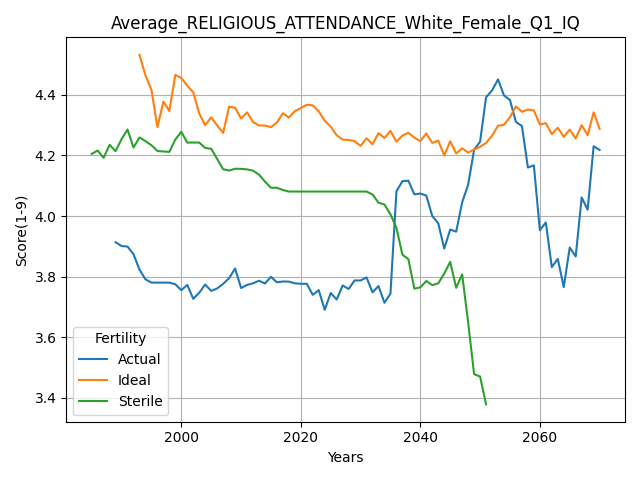 Average_RELIGIOUS_ATTENDANCE_White_Female_Q1_IQ
Score(1-9)
4.4
4.2
4.0
3.8
3.6
3.4
Fertility
Actual
Ideal
Sterile
2000 2020 2040 2060
Years